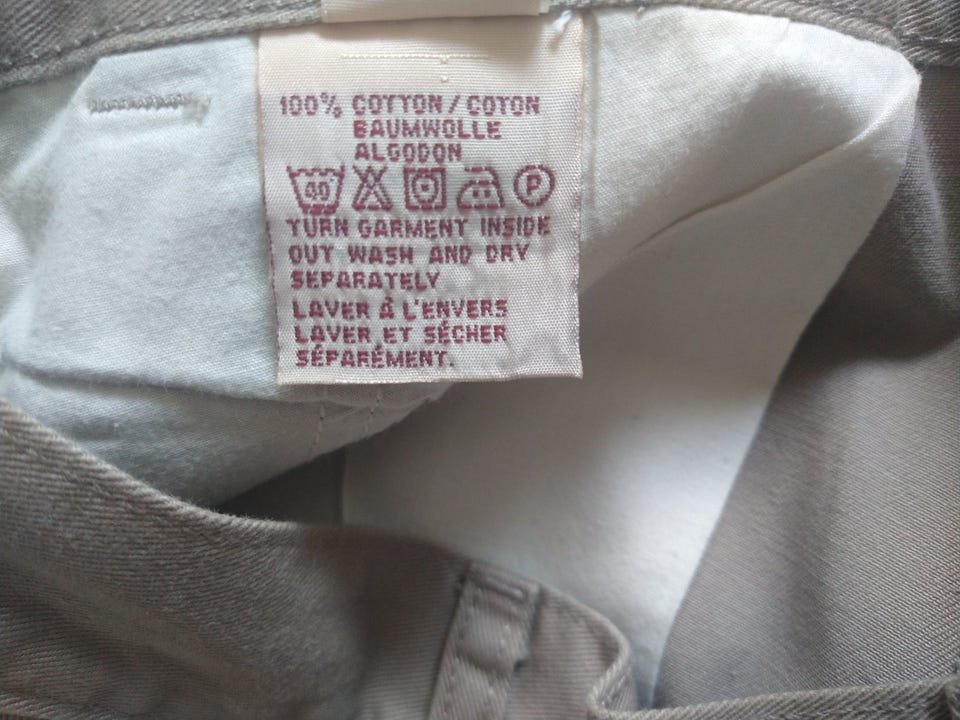 100% COTTON / COTON
BAUMWOLLE
ALGODON
40 P
TURN GARMENT INSIDE
OUT WASH AND DRY
SEPARATELY
LAVER À L'ENVERS
LAVER ET SÉCHER
SÉPARÉMENT.